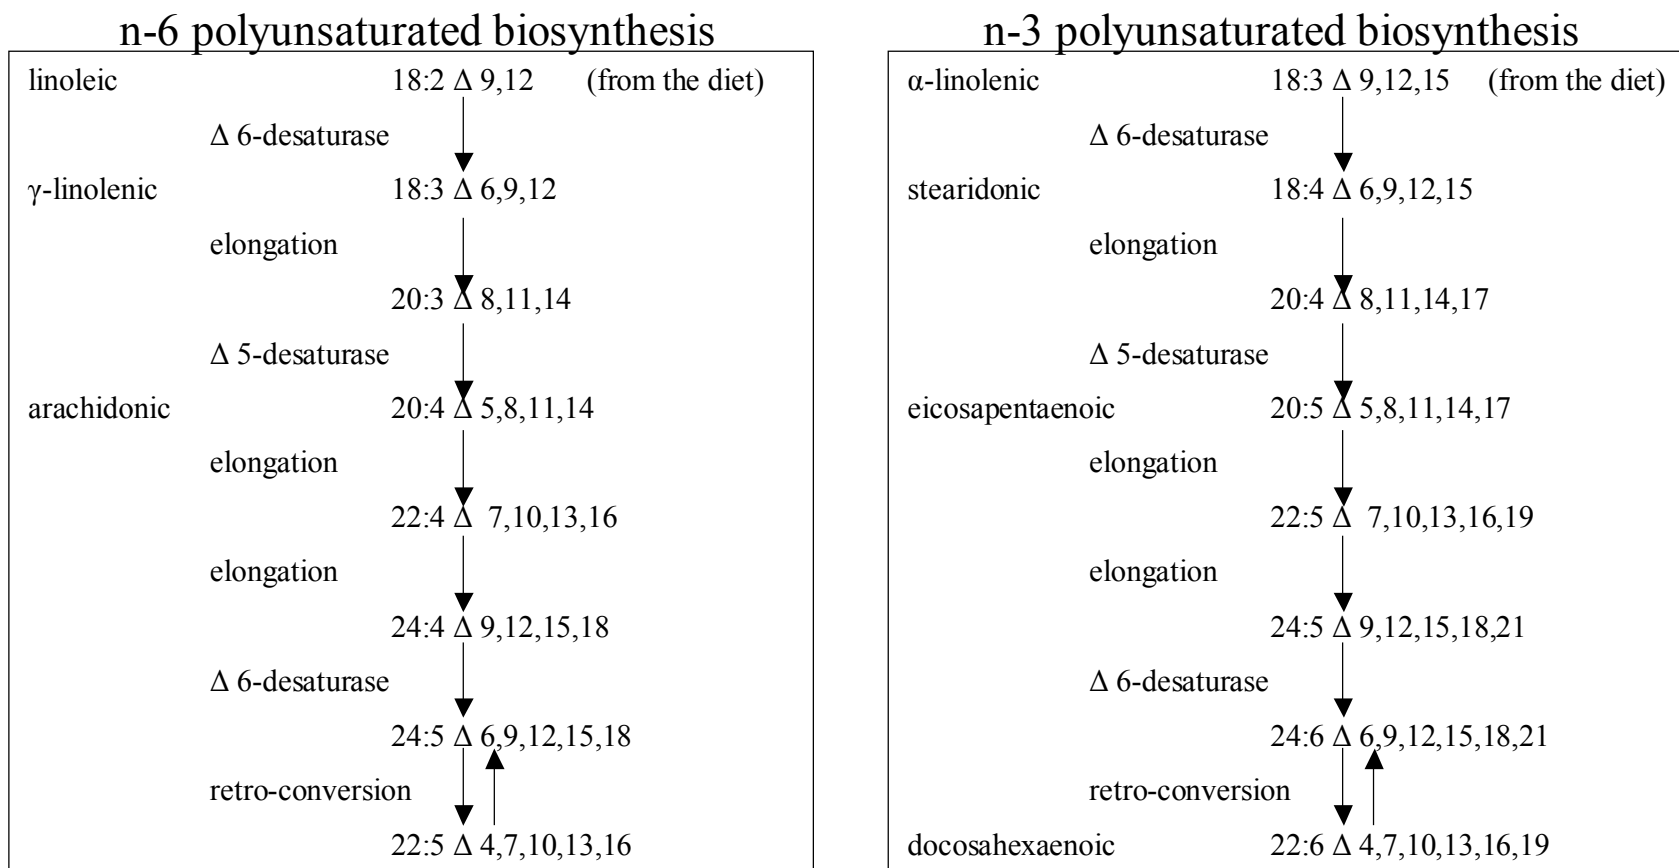 n-6 polyunsaturated biosynthesis
linoleic 18:2 Δ 9,12 (from the diet)
Δ 6-desaturase
γ-linolenic 18:3 Δ 6,9,12
elongation
20:3 Δ 8,11,14
Δ 5-desaturase
arachidonic 20:4 Δ 5,8,11,14
elongation
22:4 Δ 7,10,13,16
elongation
24:4 Δ 9,12,15,18
Δ 6-desaturase
24:5 Δ 6,9,12,15,18
retro-conversion
22:5 Δ 4,7,10,13,16
n-3 polyunsaturated biosynthesis
α-linolenic 18:3 Δ 9,12,15 (from the diet)
Δ 6-desaturase
stearidonic 18:4 Δ 6,9,12,15
elongation
20:4 Δ 8,11,14,17
Δ 5-desaturase
eicosapentaenoic 20:5 Δ 5,8,11,14,17
elongation
22:5 Δ 7,10,13,16,19
elongation
24:5 Δ 9,12,15,18,21
Δ 6-desaturase
24:6 Δ 6,9,12,15,18,21
retro-conversion
docosahexaenoic 22:6 Δ 4,7,10,13,16,19